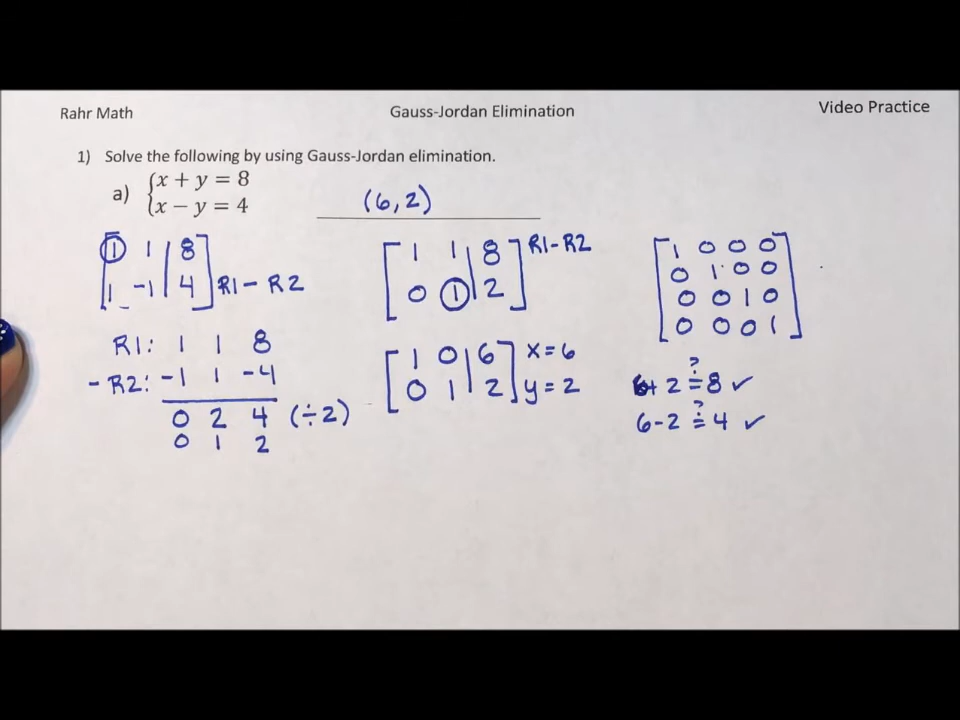 Rahr Math Gauss-Jordan Elimination Video Practice
1) Solve the following by using Gauss-Jordan elimination.
a) {x + y = 8
{x − y = 4
(6,2)
[1 1 | 8]
[1 -1 | 4] R1 - R2
R1: 1 1 8
- R2: -1 1 -4
0 2 4 (÷2)
0 1 2
[1 1 | 8] R1-R2
[0 1 | 2]
[1 0 | 6] x=6
[0 1 | 2] y=2
[1 0 0 0]
[0 1 0 0]
[0 0 1 0]
[0 0 0 1]
6+2 ≟ 8 ✓
6-2 ≟ 4 ✓